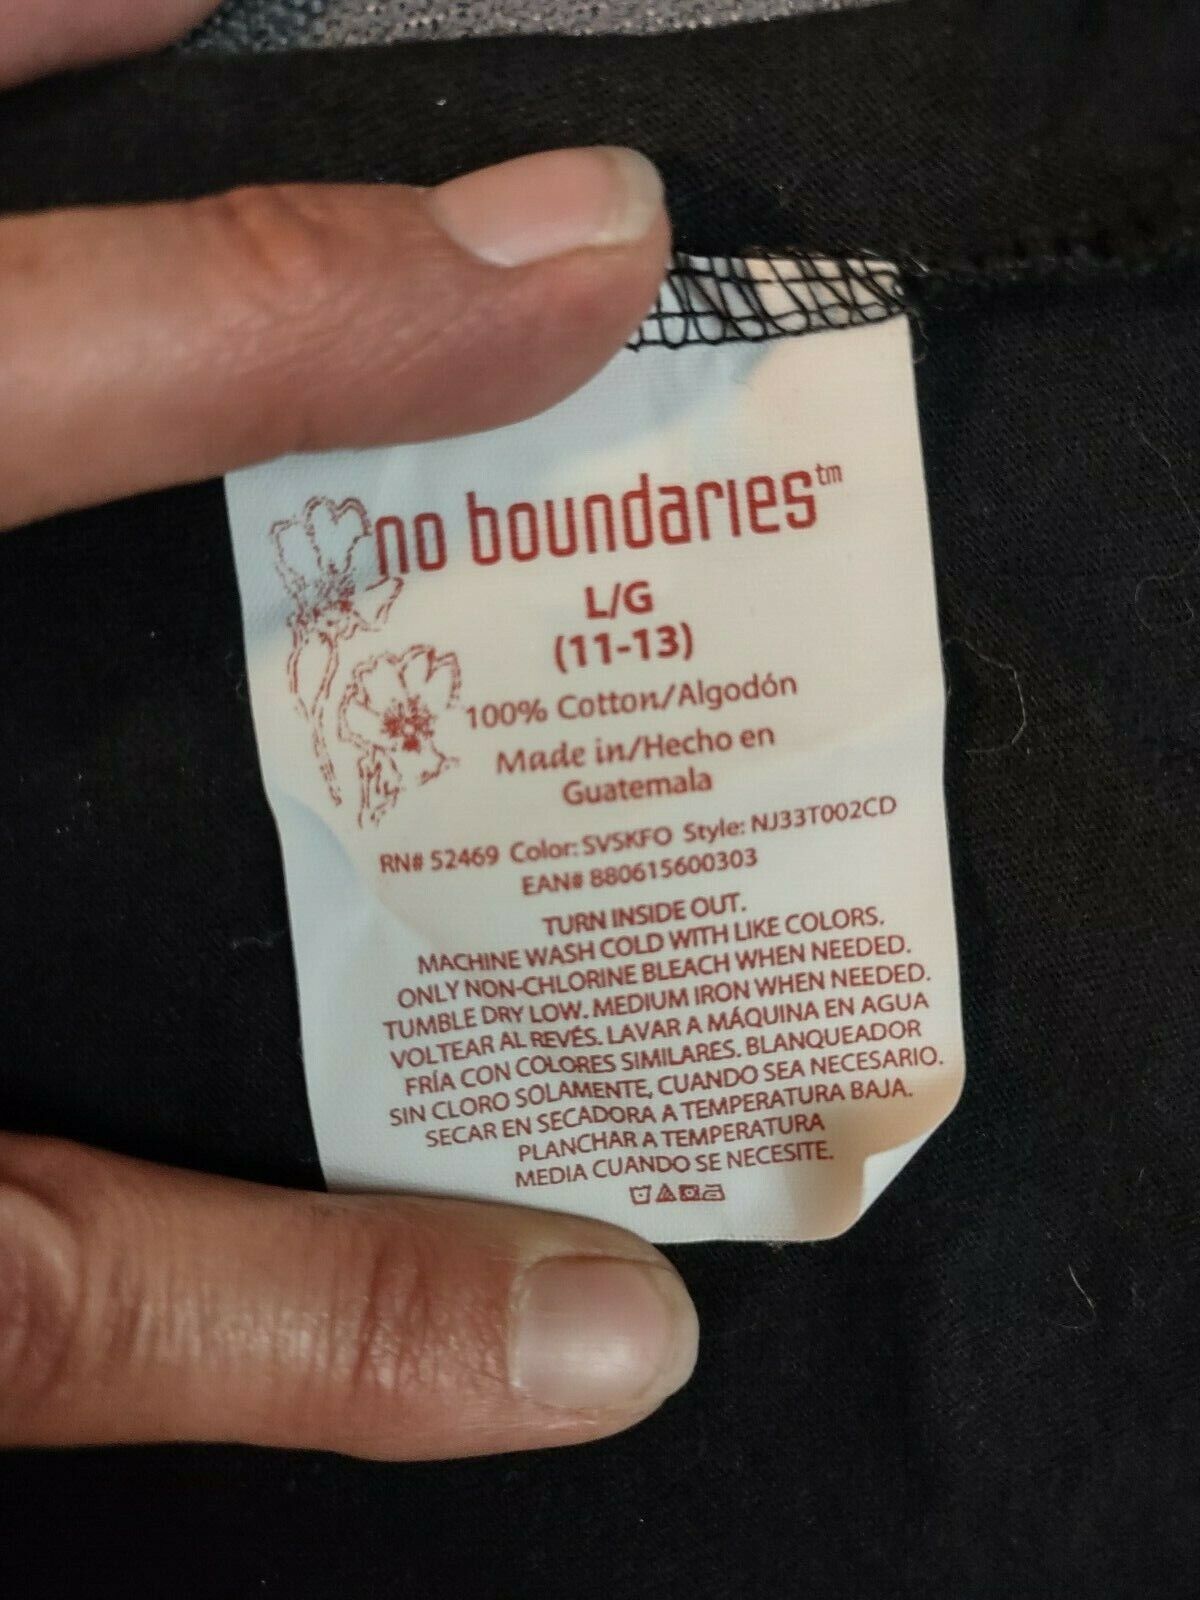 no boundaries™
L/G
(11-13)
100% Cotton/Algodón
Made in/Hecho en
Guatemala
RN# 52469 Color: SVSKFO Style: NJ33T002CD
EAN# 880615600303
TURN INSIDE OUT.
MACHINE WASH COLD WITH LIKE COLORS.
ONLY NON-CHLORINE BLEACH WHEN NEEDED.
TUMBLE DRY LOW. MEDIUM IRON WHEN NEEDED.
VOLTEAR AL REVÉS. LAVAR A MÁQUINA EN AGUA
FRÍA CON COLORES SIMILARES. BLANQUEADOR
SIN CLORO SOLAMENTE, CUANDO SEA NECESARIO.
SECAR EN SECADORA A TEMPERATURA BAJA.
PLANCHAR A TEMPERATURA
MEDIA CUANDO SE NECESITE.